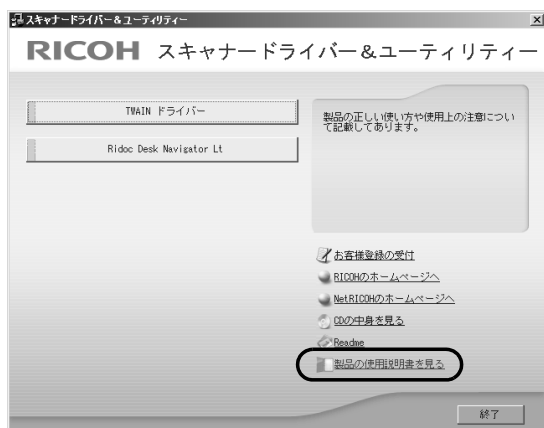 スキャナードライバー&ユーティリティー
RICOH スキャナードライバー&ユーティリティー
TWAIN ドライバー
Ridoc Desk Navigator Lt
製品の正しい使い方や使用上の注意につい
て記載してあります。
お客様登録の受付
RICOHのホームページへ
NetRICOHのホームページへ
CDの中身を見る
Readme
製品の使用説明書を見る
終了